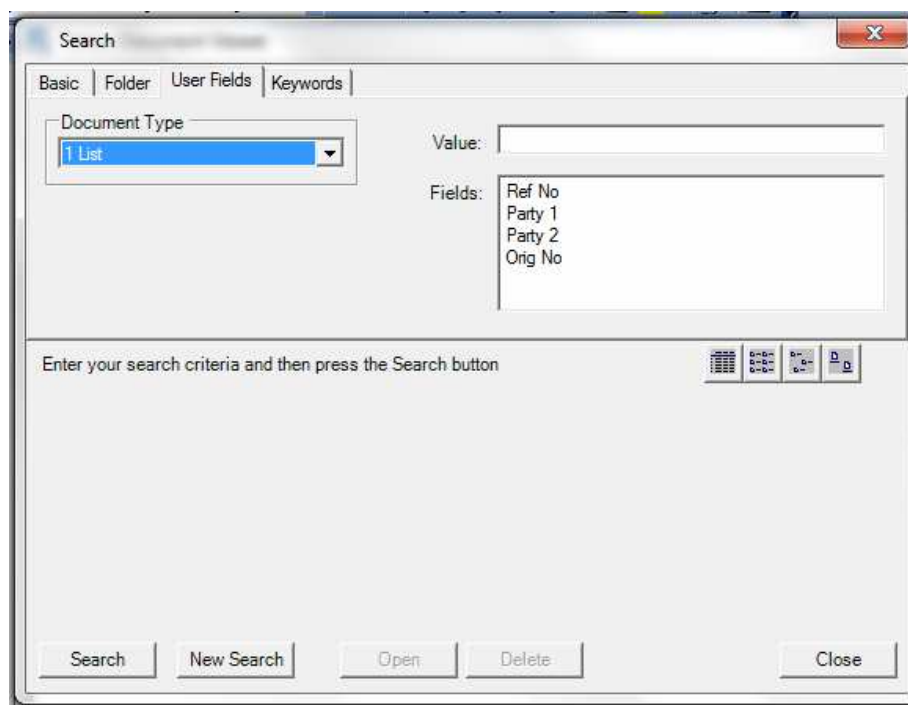 Search
Basic Folder User Fields Keywords
Document Type
1 List
Value:
Fields:
Ref No
Party 1
Party 2
Orig No
Enter your search criteria and then press the Search button
Search New Search Open Delete Close